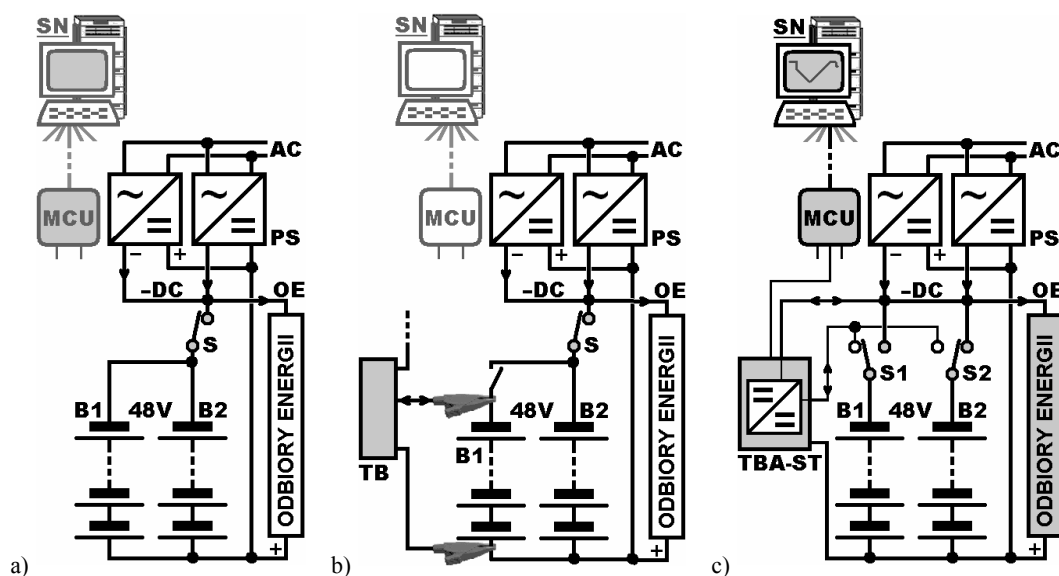 SN
AC
MCU
PS
– +
–DC OE
S
B1 48V B2
ODBIORY ENERGII
+
a)
SN
AC
MCU
PS
– +
–DC OE
S
48V B2
B1
TB
ODBIORY ENERGII
+
b)
SN
AC
MCU
PS
– +
–DC OE
S1 S2
B1 48V B2
TBA-ST
ODBIORY ENERGII
+
c)